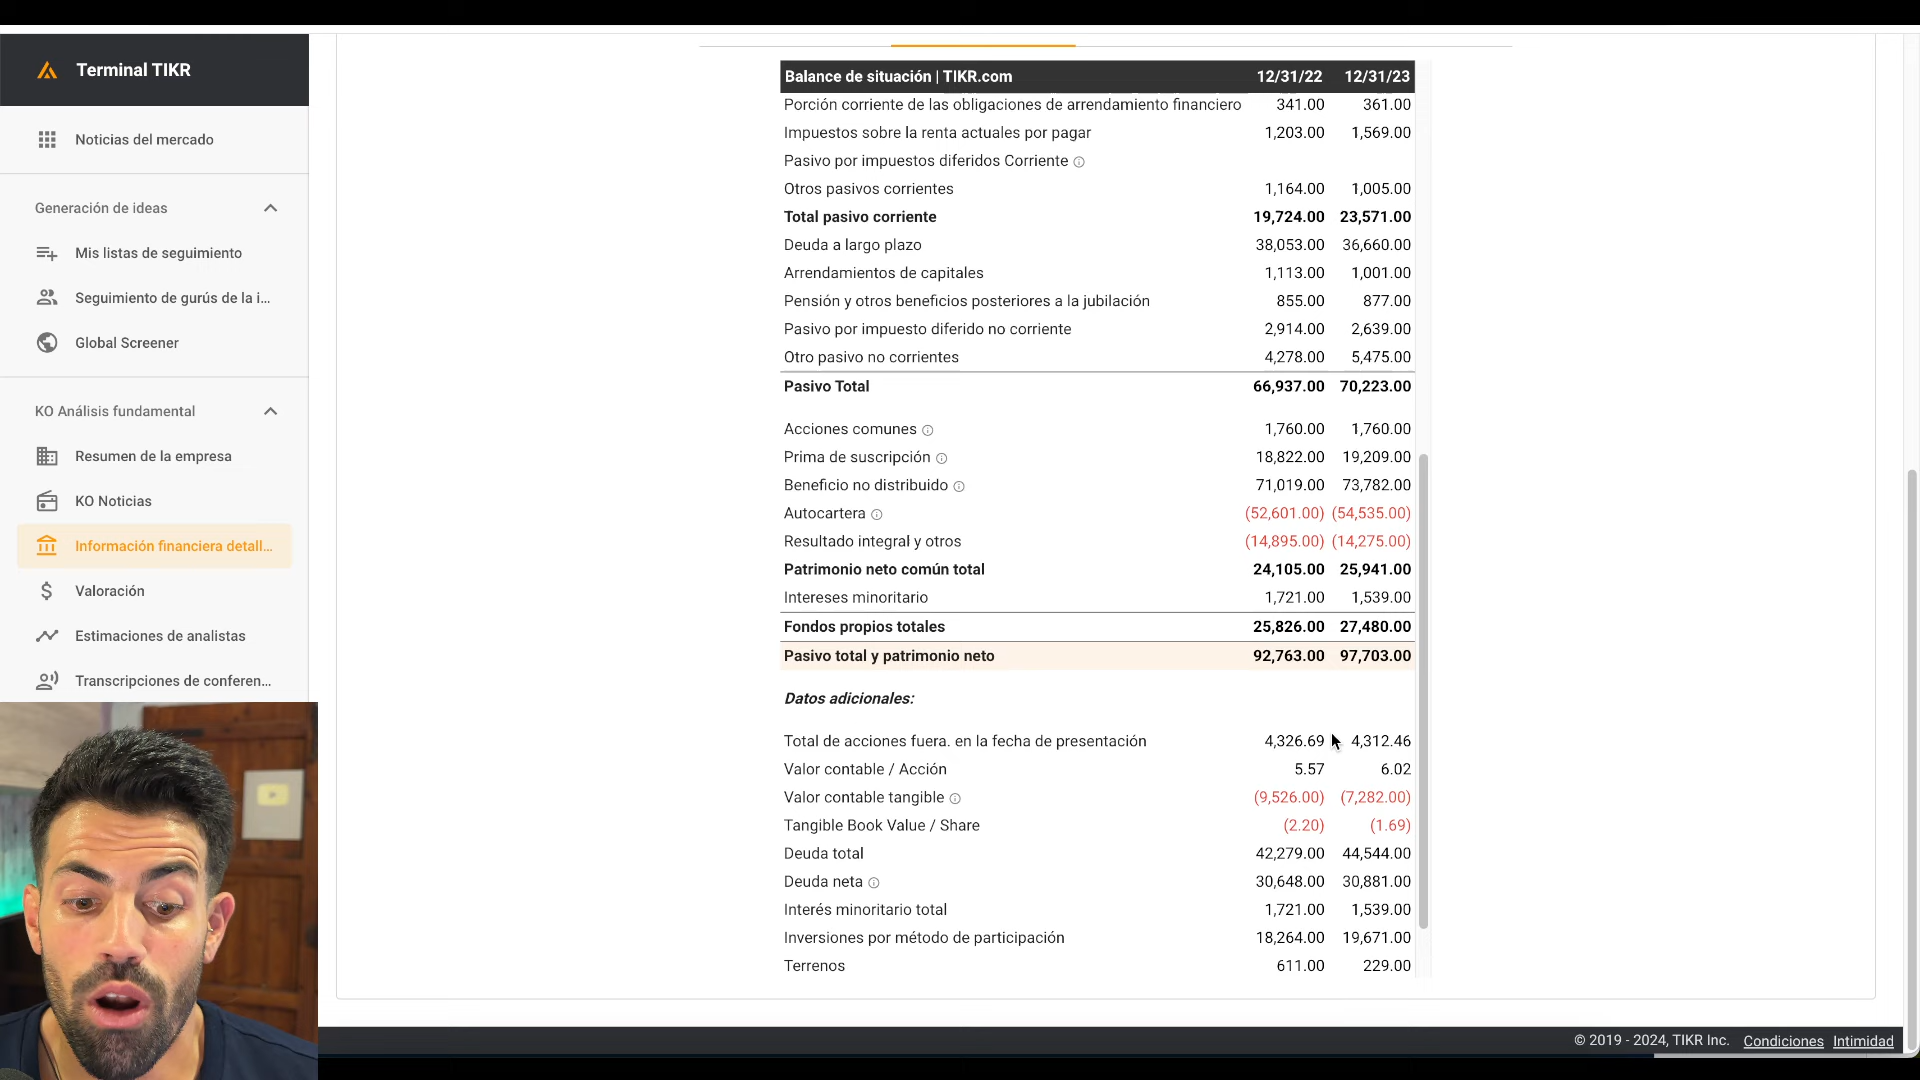 Terminal TIKR
Noticias del mercado
Generación de ideas
Mis listas de seguimiento
Seguimiento de gurús de la i...
Global Screener
KO Análisis fundamental
Resumen de la empresa
KO Noticias
Información financiera detall...
Valoración
Estimaciones de analistas
Transcripciones de conferen...
Balance de situación | TIKR.com 12/31/22 12/31/23
Porción corriente de las obligaciones de arrendamiento financiero 341.00 361.00
Impuestos sobre la renta actuales por pagar 1,203.00 1,569.00
Pasivo por impuestos diferidos Corriente
Otros pasivos corrientes 1,164.00 1,005.00
Total pasivo corriente 19,724.00 23,571.00
Deuda a largo plazo 38,053.00 36,660.00
Arrendamientos de capitales 1,113.00 1,001.00
Pensión y otros beneficios posteriores a la jubilación 855.00 877.00
Pasivo por impuesto diferido no corriente 2,914.00 2,639.00
Otro pasivo no corrientes 4,278.00 5,475.00
Pasivo Total 66,937.00 70,223.00
Acciones comunes 1,760.00 1,760.00
Prima de suscripción 18,822.00 19,209.00
Beneficio no distribuido 71,019.00 73,782.00
Autocartera (52,601.00) (54,535.00)
Resultado integral y otros (14,895.00) (14,275.00)
Patrimonio neto común total 24,105.00 25,941.00
Intereses minoritario 1,721.00 1,539.00
Fondos propios totales 25,826.00 27,480.00
Pasivo total y patrimonio neto 92,763.00 97,703.00
Datos adicionales:
Total de acciones fuera. en la fecha de presentación 4,326.69 4,312.46
Valor contable / Acción 5.57 6.02
Valor contable tangible (9,526.00) (7,282.00)
Tangible Book Value / Share (2.20) (1.69)
Deuda total 42,279.00 44,544.00
Deuda neta 30,648.00 30,881.00
Interés minoritario total 1,721.00 1,539.00
Inversiones por método de participación 18,264.00 19,671.00
Terrenos 611.00 229.00
© 2019 - 2024, TIKR Inc. Condiciones Intimidad